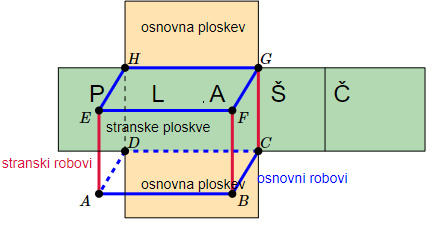 osnovna ploskev
H
G
P L .A Š Č
E
F
stranske ploskve
D
C
stranski robovi
osnovna ploskev
osnovni robovi
A
B